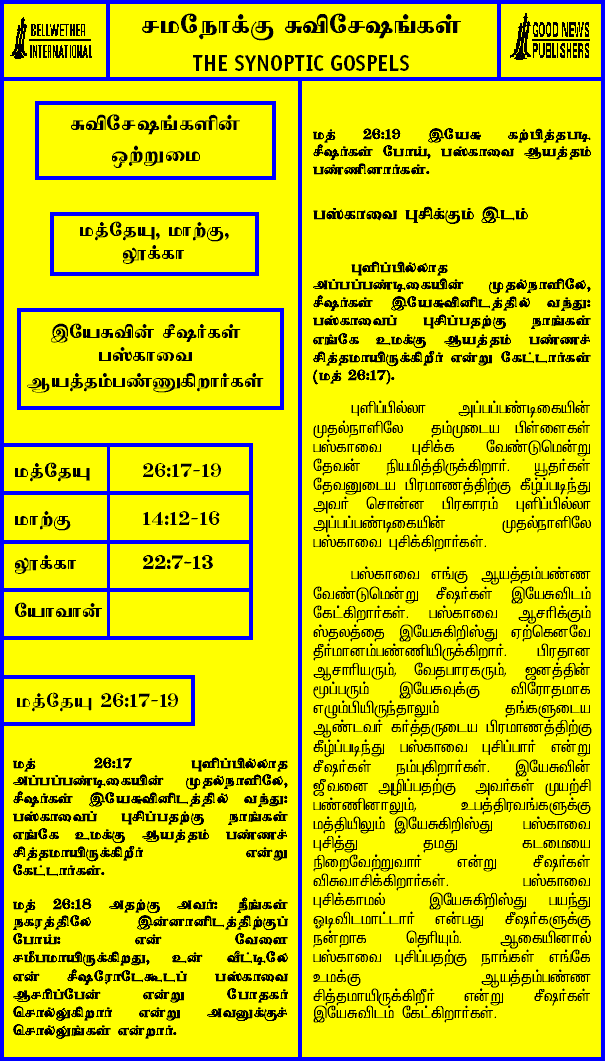 BELLWETHER
INTERNATIONAL
சமநோக்கு சுவிசேஷங்கள்
THE SYNOPTIC GOSPELS
GOOD NEWS
PUBLISHERS
சுவிசேஷங்களின்
ஒற்றுமை
மத்தேயு, மாற்கு,
லூக்கா
இயேசுவின் சீஷர்கள்
பஸ்காவை
ஆயத்தம்பண்ணுகிறார்கள்
மத்தேயு 26:17-19
மாற்கு 14:12-16
லூக்கா 22:7-13
யோவான்
மத்தேயு 26:17-19
மத் 26:17 புளிப்பில்லாத
அப்பப்பண்டிகையின் முதல்நாளிலே,
சீஷர்கள் இயேசுவினிடத்தில் வந்து:
பஸ்காவைப் புசிப்பதற்கு நாங்கள்
எங்கே உமக்கு ஆயத்தம் பண்ணச்
சித்தமாயிருக்கிறீர் என்று
கேட்டார்கள்.
மத் 26:18 அதற்கு அவர்: நீங்கள்
நகரத்திலே இன்னானிடத்திற்குப்
போய்: என் வேளை
சமீபமாயிருக்கிறது, உன் வீட்டிலே
என் சீஷரோடேகூடப் பஸ்காவை
ஆசரிப்பேன் என்று போதகர்
சொல்லுகிறார் என்று அவனுக்குச்
சொல்லுங்கள் என்றார்.
மத் 26:19 இயேசு கற்பித்தபடி
சீஷர்கள் போய், பஸ்காவை ஆயத்தம்
பண்ணினார்கள்.
பஸ்காவை புசிக்கும் இடம்
புளிப்பில்லாத
அப்பப்பண்டிகையின் முதல்நாளிலே,
சீஷர்கள் இயேசுவினிடத்தில் வந்து:
பஸ்காவைப் புசிப்பதற்கு நாங்கள்
எங்கே உமக்கு ஆயத்தம் பண்ணச்
சித்தமாயிருக்கிறீர் என்று கேட்டார்கள்
(மத் 26:17).
புளிப்பில்லா அப்பப்பண்டிகையின்
முதல்நாளிலே தம்முடைய பிள்ளைகள்
பஸ்காவை புசிக்க வேண்டுமென்று
தேவன் நியமித்திருக்கிறார். யூதர்கள்
தேவனுடைய பிரமாணத்திற்கு கீழ்ப்படிந்து
அவர் சொன்ன பிரகாரம் புளிப்பில்லா
அப்பப்பண்டிகையின் முதல்நாளிலே
பஸ்காவை புசிக்கிறார்கள்.
பஸ்காவை எங்கு ஆயத்தம்பண்ண
வேண்டுமென்று சீஷர்கள் இயேசுவிடம்
கேட்கிறார்கள். பஸ்காவை ஆசரிக்கும்
ஸ்தலத்தை இயேசுகிறிஸ்து ஏற்கெனவே
தீர்மானம்பண்ணியிருக்கிறார். பிரதான
ஆசாரியரும், வேதபாரகரும், ஜனத்தின்
மூப்பரும் இயேசுவுக்கு விரோதமாக
எழும்பியிருந்தாலும் தங்களுடைய
ஆண்டவர் கர்த்தருடைய பிரமாணத்திற்கு
கீழ்ப்படிந்து பஸ்காவை புசிப்பார் என்று
சீஷர்கள் நம்புகிறார்கள். இயேசுவின்
ஜீவனை அழிப்பதற்கு அவர்கள் முயற்சி
பண்ணினாலும், உபத்திரவங்களுக்கு
மத்தியிலும் இயேசுகிறிஸ்து பஸ்காவை
புசித்து தமது கடமையை
நிறைவேற்றுவார் என்று சீஷர்கள்
விசுவாசிக்கிறார்கள். பஸ்காவை
புசிக்காமல் இயேசுகிறிஸ்து பயந்து
ஓடிவிடமாட்டார் என்பது சீஷர்களுக்கு
நன்றாக தெரியும். ஆகையினால்
பஸ்காவை புசிப்பதற்கு நாங்கள் எங்கே
உமக்கு ஆயத்தம்பண்ண
சித்தமாயிருக்கிறீர் என்று சீஷர்கள்
இயேசுவிடம் கேட்கிறார்கள்.